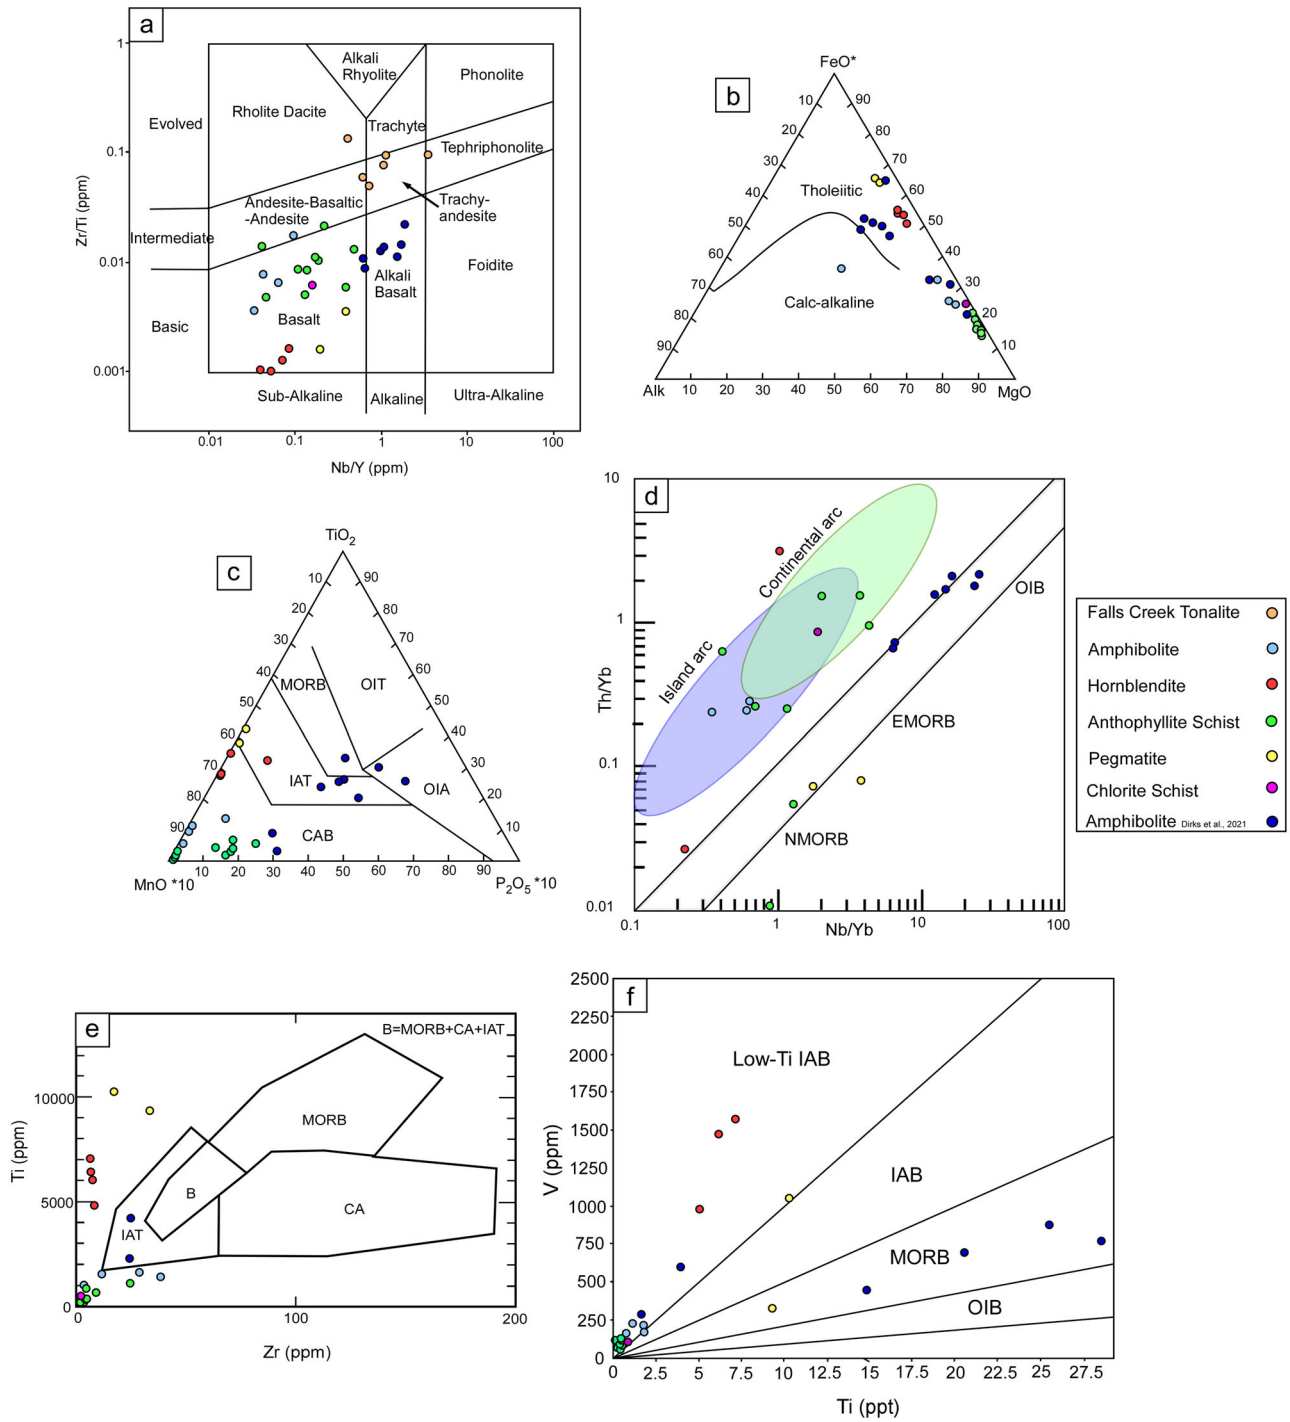 a
1
0.1
0.01
0.001
Zr/Ti (ppm)
Evolved
Intermediate
Basic
Alkali
Rhyolite
Phonolite
Rholite Dacite
Trachyte
Tephriphonolite
Andesite-Basaltic
-Andesite
Trachy-
andesite
Foidite
Alkali
Basalt
Basalt
Sub-Alkaline
Alkaline
Ultra-Alkaline
0.01
0.1
1
10
100
Nb/Y (ppm)
b
FeO*
10
20
30
40
50
60
70
80
90
90
80
70
60
50
40
30
20
10
Tholeiitic
Calc-alkaline
Alk
10
20
30
40
50
60
70
80
90
MgO
c
TiO2
10
20
30
40
50
60
70
80
90
90
80
70
60
50
40
30
20
10
MORB
OIT
IAT
OIA
CAB
MnO *10
10
20
30
40
50
60
70
80
90
P2O5 *10
d
10
1
0.1
0.01
Th/Yb
Continental arc
Island arc
OIB
EMORB
NMORB
0.1
1
10
100
Nb/Yb
Falls Creek Tonalite
Amphibolite
Hornblendite
Anthophyllite Schist
Pegmatite
Chlorite Schist
Amphibolite Dirks et al., 2021
e
B=MORB+CA+IAT
10000
5000
0
Ti (ppm)
MORB
B
CA
IAT
100
200
Zr (ppm)
f
2500
2250
2000
1750
1500
1250
1000
750
500
250
0
V (ppm)
Low-Ti IAB
IAB
MORB
OIB
0
2.5
5
7.5
10
12.5
15
17.5
20
22.5
25
27.5
Ti (ppt)